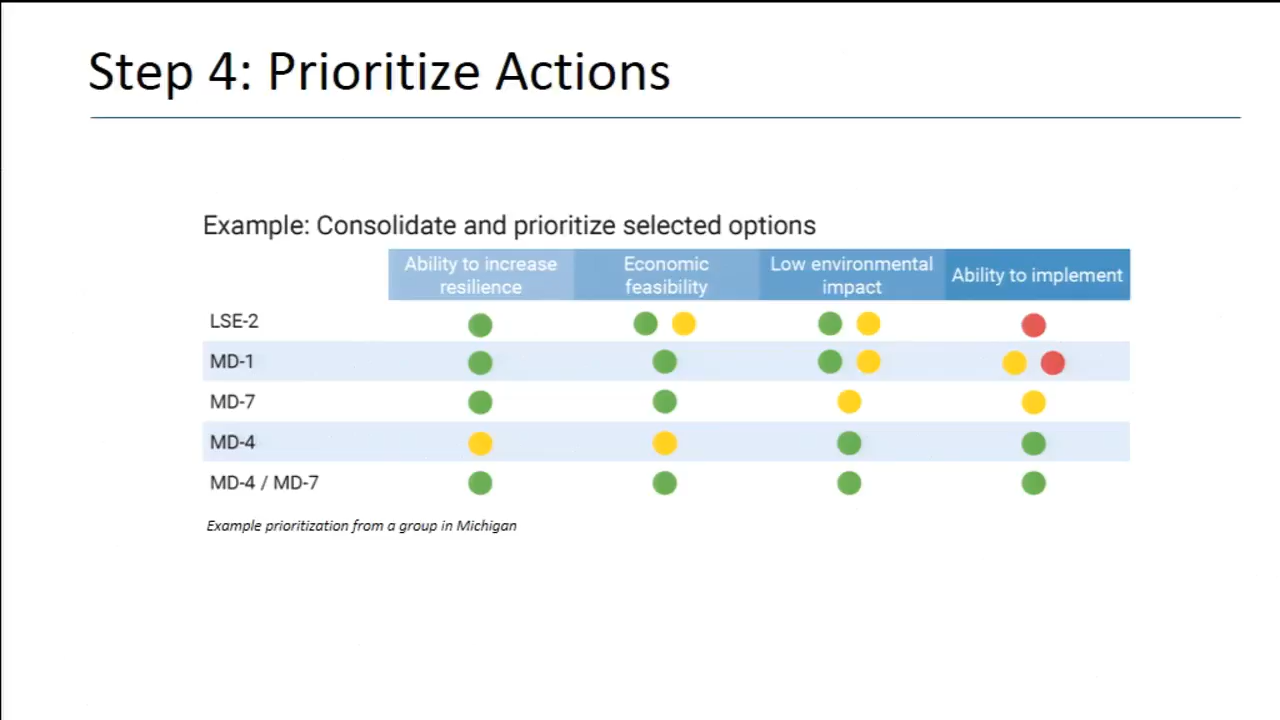 Step 4: Prioritize Actions
Example: Consolidate and prioritize selected options
Ability to increase resilience
Economic feasibility
Low environmental impact
Ability to implement
LSE-2
MD-1
MD-7
MD-4
MD-4 / MD-7
Example prioritization from a group in Michigan